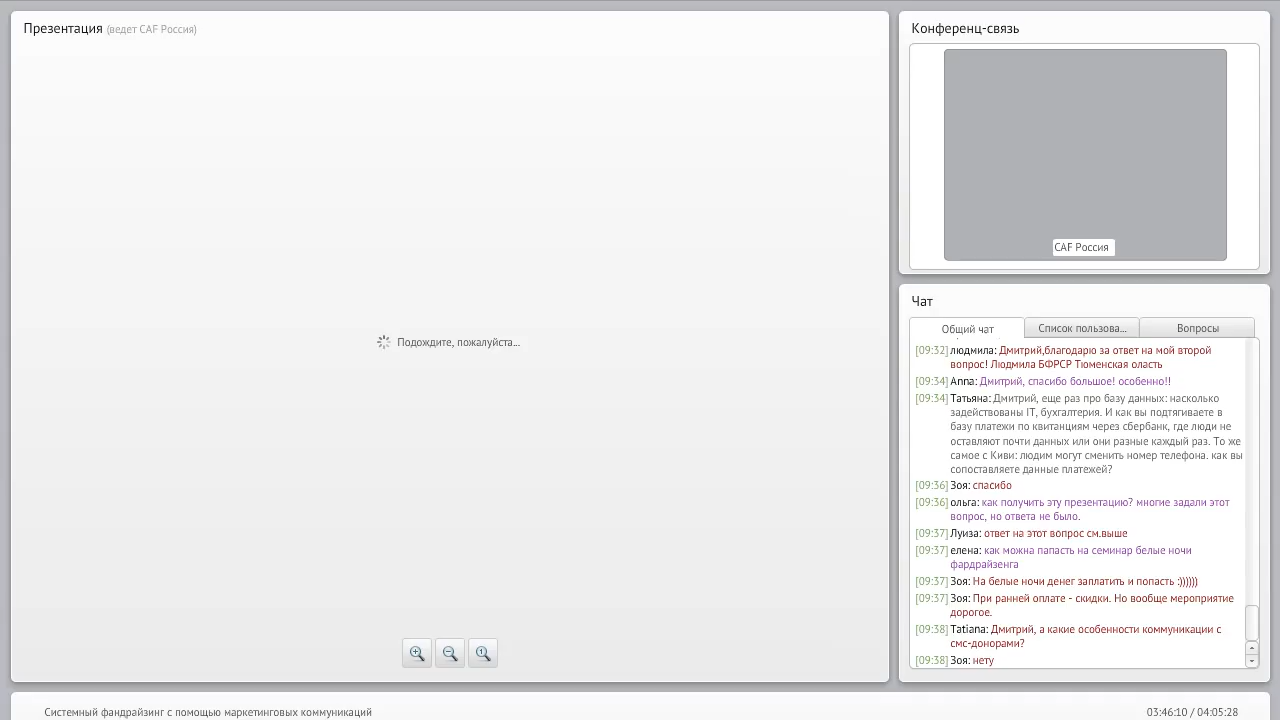 Презентация (ведет CAF Россия)
Подождите, пожалуйста...
Конференц-связь
CAF Россия
Чат
Общий чат
Список пользова...
Вопросы
[09:32] людмила: Дмитрий,благодарю за ответ на мой второй
вопрос! Людмила БФРСР Тюменская оласть
[09:34] Anna: Дмитрий, спасибо большое! особенно!!
[09:34] Татьяна: Дмитрий, еще раз про базу данных: насколько
задействованы IT, бухгалтерия. И как вы подтягиваете в
базу платежи по квитанциям через сбербанк, где люди не
оставляют почти данных или они разные каждый раз. То же
самое с Киви: людим могут сменить номер телефона. как вы
сопоставляете данные платежей?
[09:36] Зоя: спасибо
[09:36] ольга: как получить эту презентацию? многие задали этот
вопрос, но ответа не было.
[09:37] Луиза: ответ на этот вопрос см.выше
[09:37] елена: как можна папасть на семинар белые ночи
фардрайзенга
[09:37] Зоя: На белые ночи денег заплатить и попасть :))))))
[09:37] Зоя: При ранней оплате - скидки. Но вообще мероприятие
дорогое.
[09:38] Tatiana: Дмитрий, а какие особенности коммуникации с
смс-донорами?
[09:38] Зоя: нету
Системный фандрайзинг с помощью маркетинговых коммуникаций
03:46:10 / 04:05:28